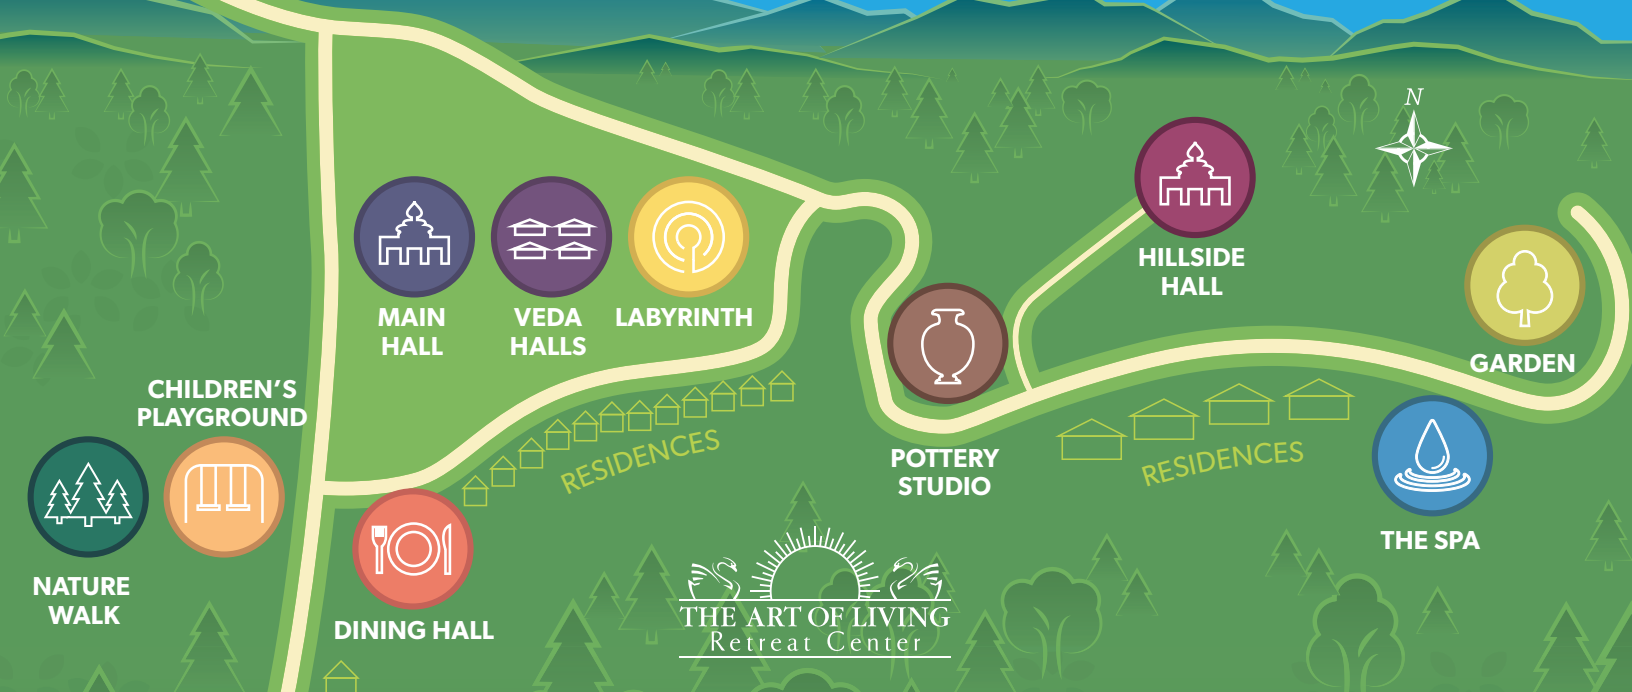 N
HILLSIDE
HALL
MAIN
HALL
VEDA
HALLS
LABYRINTH
GARDEN
CHILDREN’S
PLAYGROUND
RESIDENCES
POTTERY
STUDIO
RESIDENCES
THE SPA
NATURE
WALK
DINING HALL
THE ART OF LIVING
Retreat Center